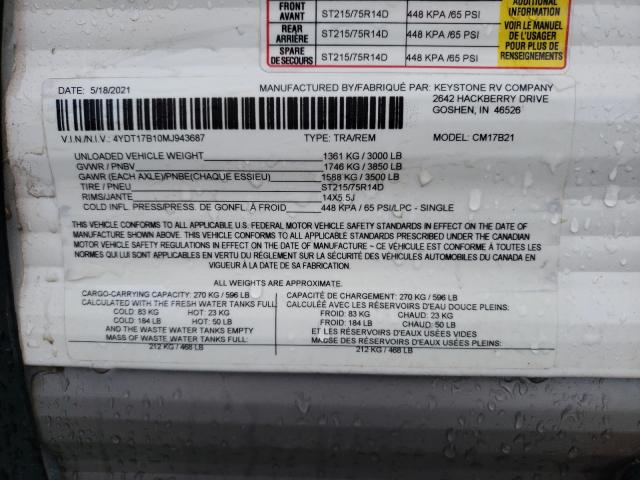 FRONT
AVANT ST215/75R14D 448 KPA /65 PSI
REAR
ARRIÈRE ST215/75R14D 448 KPA /65 PSI
SPARE
DE SECOURS ST215/75R14D 448 KPA /65 PSI
ADDITIONAL
INFORMATION
VOIR LE MANUEL
DE L'USAGER
POUR PLUS DE
RENSEIGNEMENTS
DATE: 5/18/2021
MANUFACTURED BY/FABRIQUÉ PAR: KEYSTONE RV COMPANY
2642 HACKBERRY DRIVE
GOSHEN, IN 46526
V.I.N./N.I.V.: 4YDT17B10MJ943687 TYPE: TRA/REM MODEL: CM17B21
UNLOADED VEHICLE WEIGHT 1361 KG / 3000 LB
GVWR / PNBV 1746 KG / 3850 LB
GAWR (EACH AXLE)/PNBE(CHAQUE ESSIEU) 1588 KG / 3500 LB
TIRE / PNEU ST215/75R14D
RIMS/JANTE 14X5.5J
COLD INFL. PRESS/PRESS. DE GONFL. À FROID 448 KPA / 65 PSI/LPC - SINGLE
THIS VEHICLE CONFORMS TO ALL APPLICABLE U.S. FEDERAL MOTOR VEHICLE SAFETY STANDARDS IN EFFECT ON THE DATE OF
MANUFACTURE SHOWN ABOVE. THIS VEHICLE CONFORMS TO ALL APPLICABLE STANDARDS PRESCRIBED UNDER THE CANADIAN
MOTOR VEHICLE SAFETY REGULATIONS IN EFFECT ON THE DATE OF MANUFACTURE ~ CE VÉHICULE EST CONFORME À TOUTES LES
NORMES QUI LUI SONT APPLICABLES EN VERTU DU RÉGLEMENT SUR LA SÉCURITÉ DES VÉHICULES AUTOMOBILES DU CANADA EN
VIGUEUR À LA DATE DE SA FABRICATION.
ALL WEIGHTS ARE APPROXIMATE.
CARGO-CARRYING CAPACITY: 270 KG / 596 LB
CALCULATED WITH THE FRESH WATER TANKS FULL:
COLD: 83 KG HOT: 23 KG
COLD: 184 LB HOT: 50 LB
AND THE WASTE WATER TANKS EMPTY
MASS OF WASTE WATER TANKS FULL:
212 KG / 468 LB
CAPACITÉ DE CHARGEMENT: 270 KG / 596 LB
CALCULÉE AVEC LES RÉSERVOIRS D'EAU DOUCE PLEINS:
FROID: 83 KG CHAUD: 23 KG
FROID: 184 LB CHAUD: 50 LB
ET LES RÉSERVOIRS D'EAUX USÉES VIDES
MASSE DES RÉSERVOIRS D'EAUX USÉES PLEINS:
212 KG / 468 LB